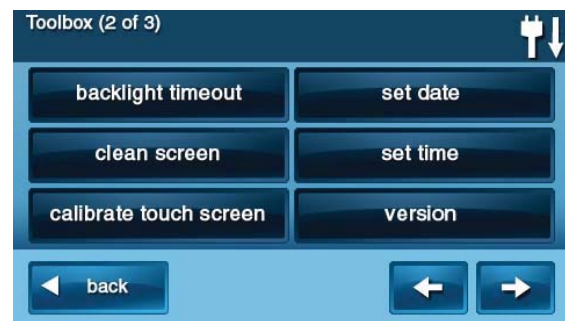 Toolbox (2 of 3)
backlight timeout
set date
clean screen
set time
calibrate touch screen
version
back